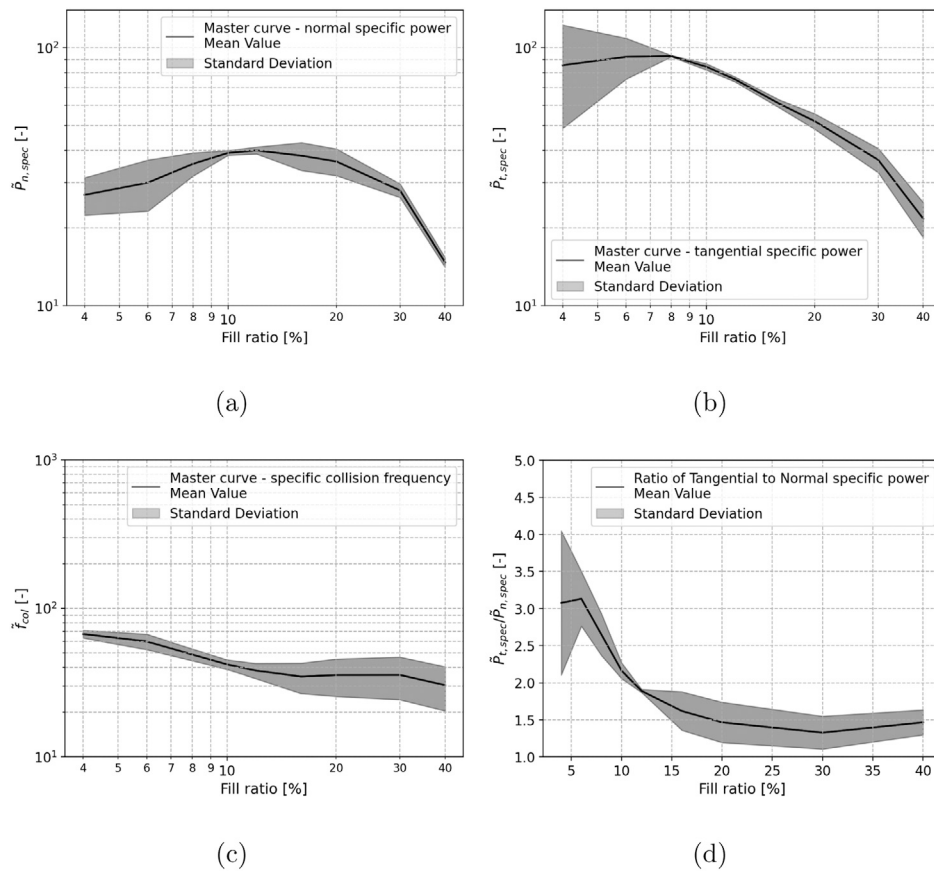 Master curve - normal specific power
Mean Value
Standard Deviation
10²
10¹
P̃n,spec [-]
4 5 6 7 8 9 10 20 30 40
Fill ratio [%]
(a)
10²
10¹
P̃t,spec [-]
Master curve - tangential specific power
Mean Value
Standard Deviation
4 5 6 7 8 9 10 20 30 40
Fill ratio [%]
(b)
Master curve - specific collision frequency
Mean Value
Standard Deviation
10³
10²
10¹
f̃col [-]
4 5 6 7 8 9 10 20 30 40
Fill ratio [%]
(c)
Ratio of Tangential to Normal specific power
Mean Value
Standard Deviation
5.0
4.5
4.0
3.5
3.0
2.5
2.0
1.5
1.0
P̃t,spec/P̃n,spec [-]
5 10 15 20 25 30 35 40
Fill ratio [%]
(d)